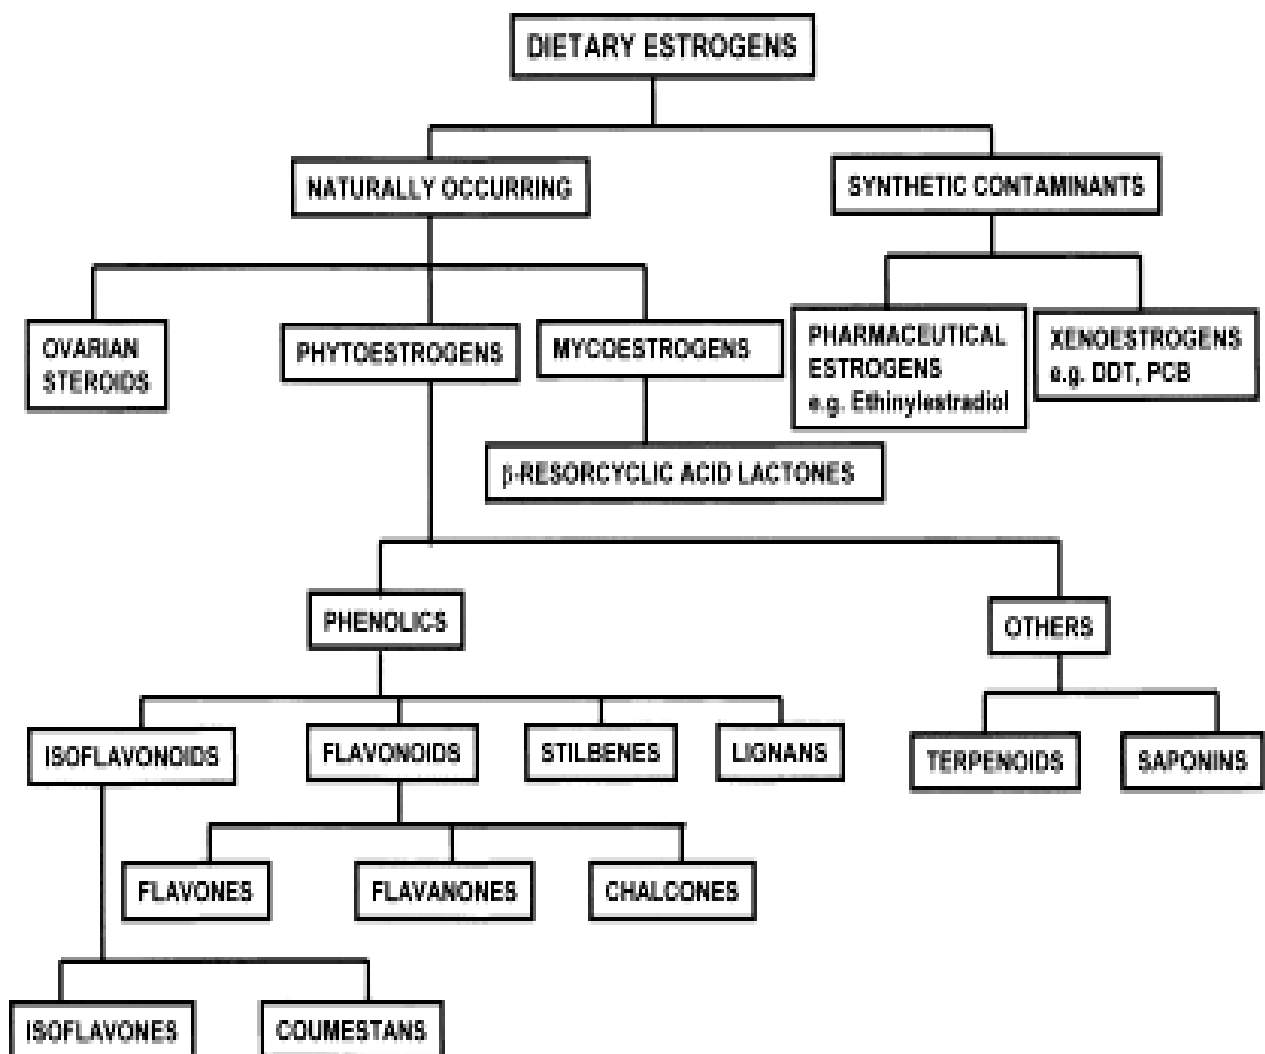 DIETARY ESTROGENS
NATURALLY OCCURRING
SYNTHETIC CONTAMINANTS
OVARIAN
STEROIDS
PHYTOESTROGENS
MYCOESTROGENS
PHARMACEUTICAL
ESTROGENS
e.g. Ethinylestradiol
XENOESTROGENS
e.g. DDT, PCB
β-RESORCYCLIC ACID LACTONES
PHENOLICS
OTHERS
ISOFLAVONOIDS
FLAVONOIDS
STILBENES
LIGNANS
TERPENOIDS
SAPONINS
FLAVONES
FLAVANONES
CHALCONES
ISOFLAVONES
COUMESTANS